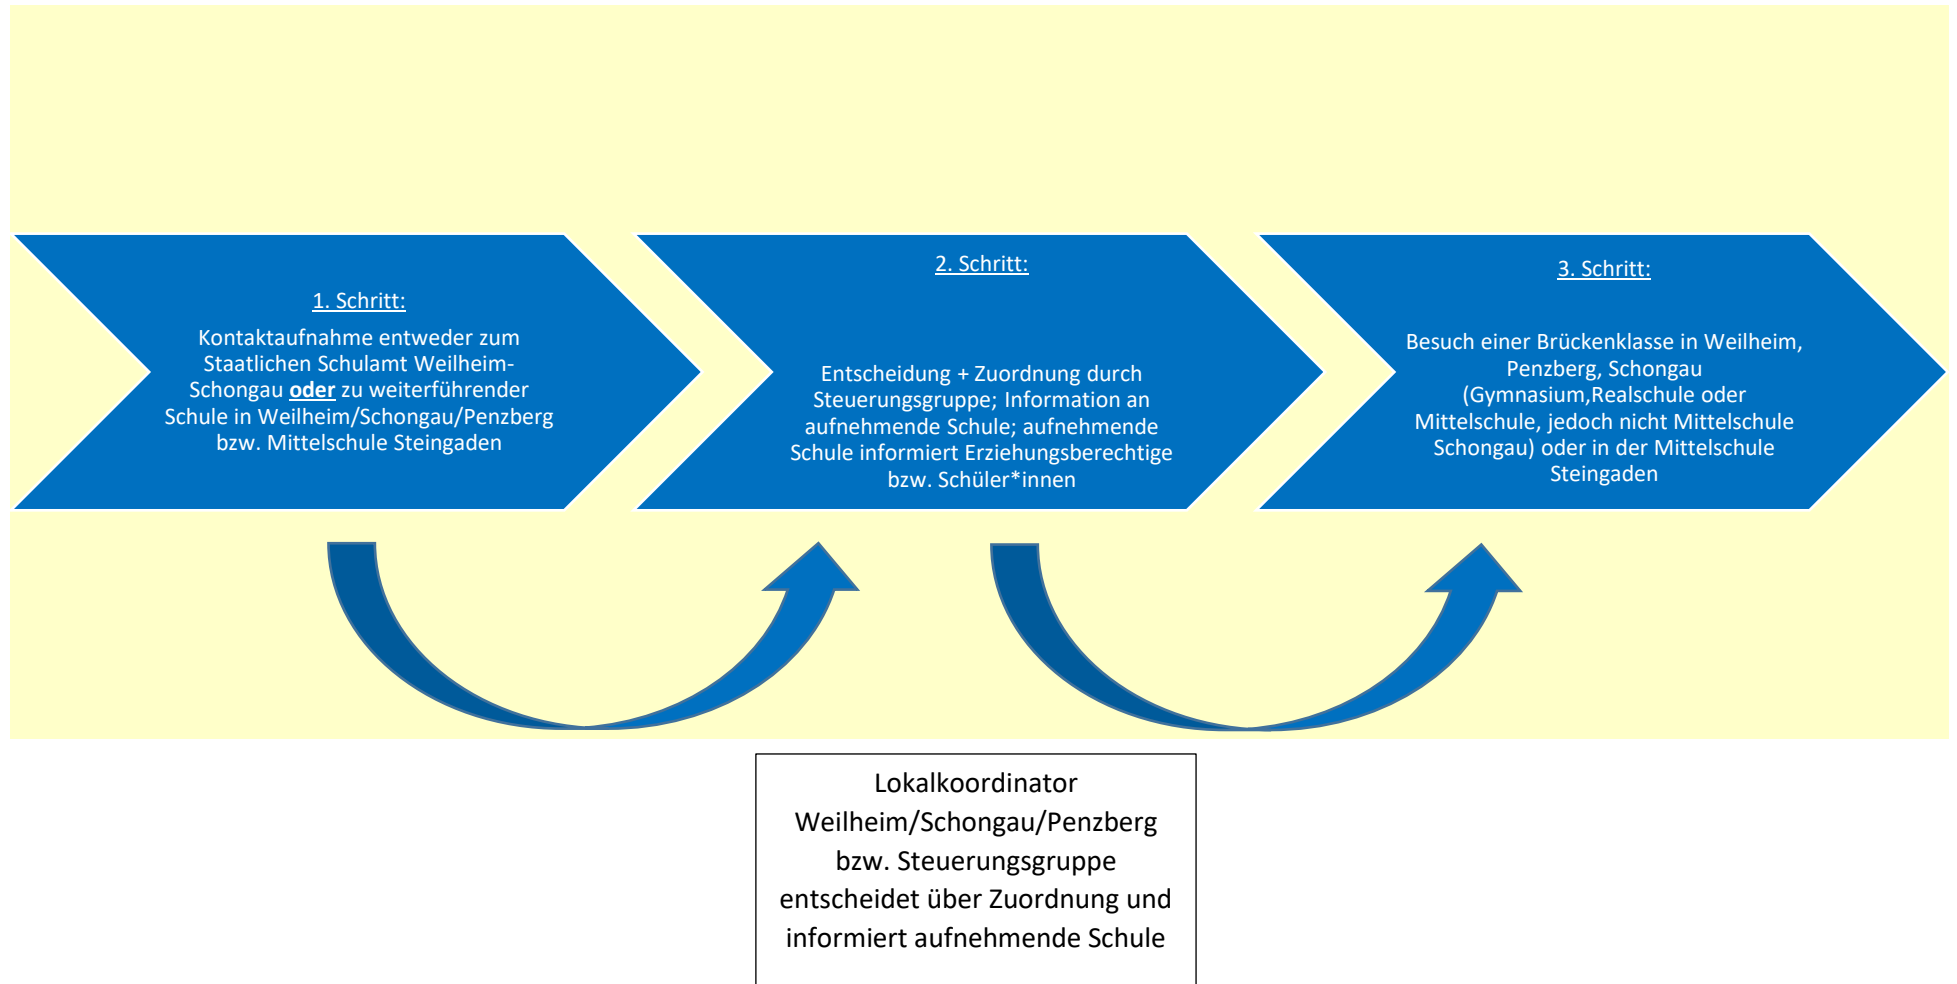 1. Schritt:
Kontaktaufnahme entweder zum
Staatlichen Schulamt Weilheim-
Schongau oder zu weiterführender
Schule in Weilheim/Schongau/Penzberg
bzw. Mittelschule Steingaden
2. Schritt:
Entscheidung + Zuordnung durch
Steuerungsgruppe; Information an
aufnehmende Schule; aufnehmende
Schule informiert Erziehungsberechtige
bzw. Schüler*innen
3. Schritt:
Besuch einer Brückenklasse in Weilheim,
Penzberg, Schongau
(Gymnasium,Realschule oder
Mittelschule, jedoch nicht Mittelschule
Schongau) oder in der Mittelschule
Steingaden
Lokalkoordinator
Weilheim/Schongau/Penzberg
bzw. Steuerungsgruppe
entscheidet über Zuordnung und
informiert aufnehmende Schule